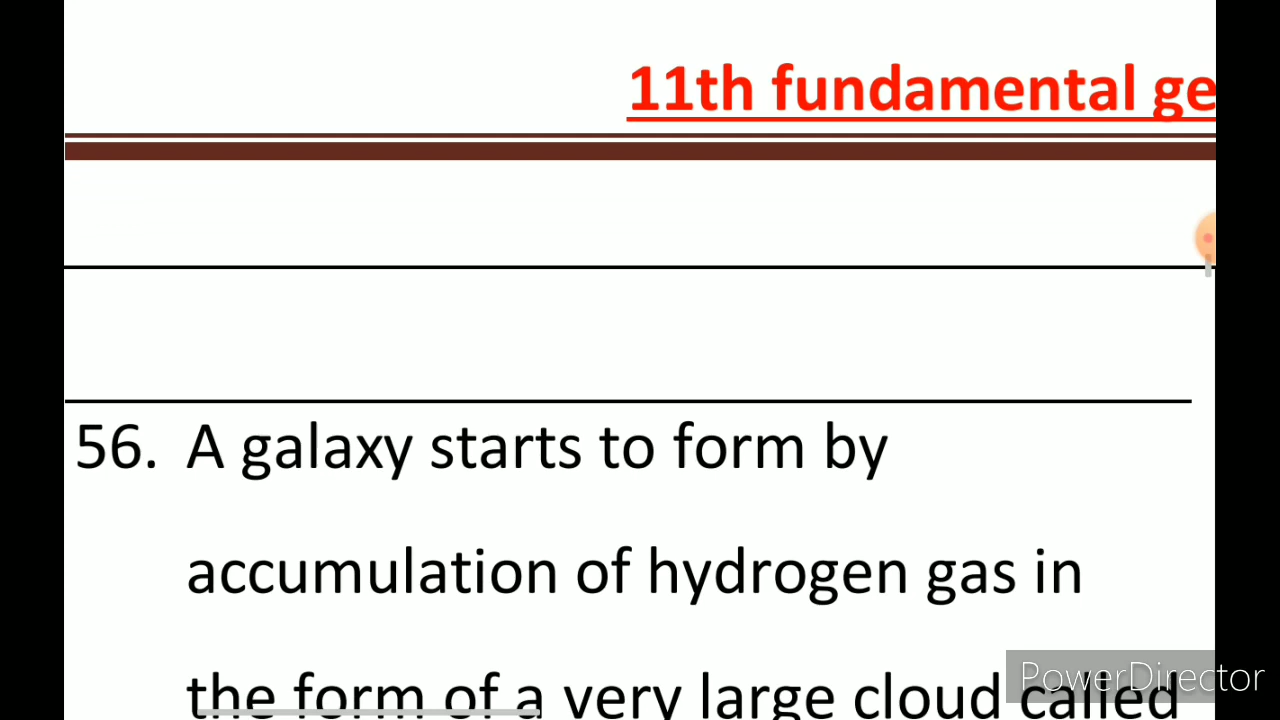 11th fundamental ge
56. A galaxy starts to form by
accumulation of hydrogen gas in
the form of a very large cloud called
PowerDirector